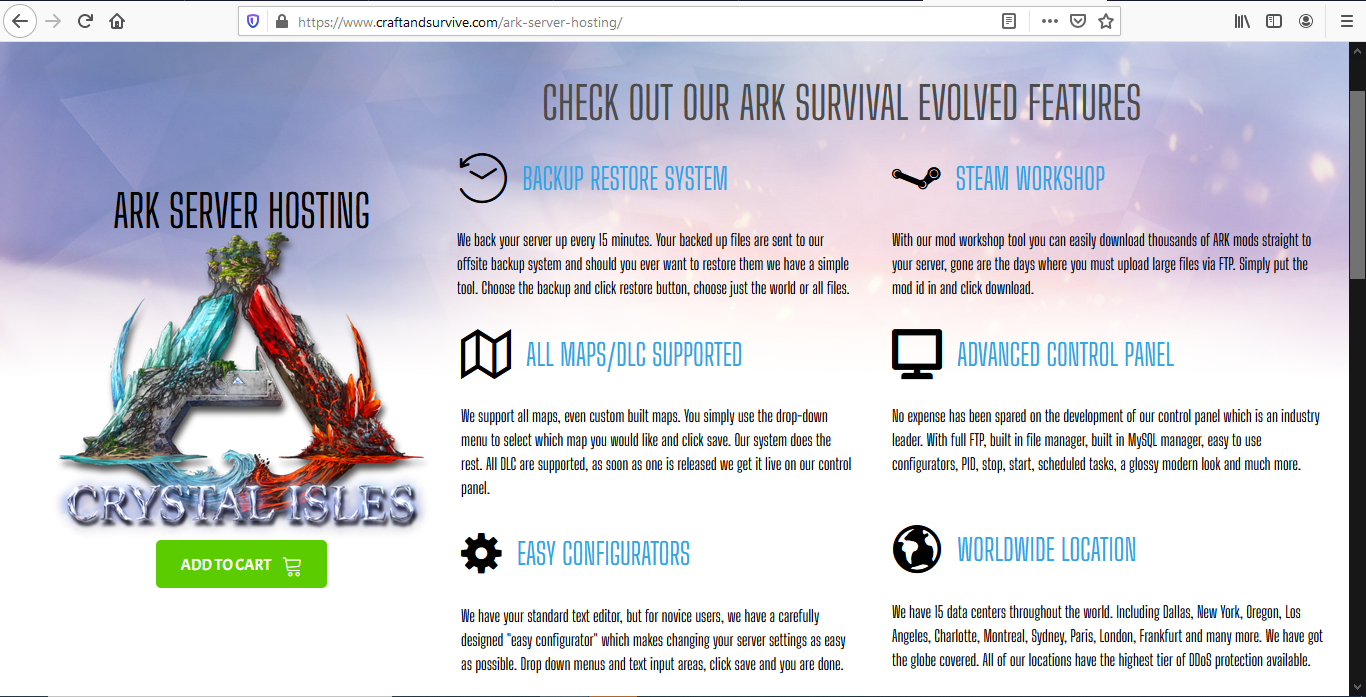 https://www.craftandsurvive.com/ark-server-hosting/
CHECK OUT OUR ARK SURVIVAL EVOLVED FEATURES
ARK SERVER HOSTING
CRYSTAL ISLES
ADD TO CART
BACKUP RESTORE SYSTEM
We back your server up every 15 minutes. Your backed up files are sent to our
offsite backup system and should you ever want to restore them we have a simple
tool. Choose the backup and click restore button, choose just the world or all files.
STEAM WORKSHOP
With our mod workshop tool you can easily download thousands of ARK mods straight to
your server, gone are the days where you must upload large files via FTP. Simply put the
mod id in and click download.
ALL MAPS/DLC SUPPORTED
We support all maps, even custom built maps. You simply use the drop-down
menu to select which map you would like and click save. Our system does the
rest. All DLC are supported, as soon as one is released we get it live on our control
panel.
ADVANCED CONTROL PANEL
No expense has been spared on the development of our control panel which is an industry
leader. With full FTP, built in file manager, built in MySQL manager, easy to use
configurators, PID, stop, start, scheduled tasks, a glossy modern look and much more.
EASY CONFIGURATORS
We have your standard text editor, but for novice users, we have a carefully
designed "easy configurator" which makes changing your server settings as easy
as possible. Drop down menus and text input areas, click save and you are done.
WORLDWIDE LOCATION
We have 15 data centers throughout the world. Including Dallas, New York, Oregon, Los
Angeles, Charlotte, Montreal, Sydney, Paris, London, Frankfurt and many more. We have got
the globe covered. All of our locations have the highest tier of DDoS protection available.